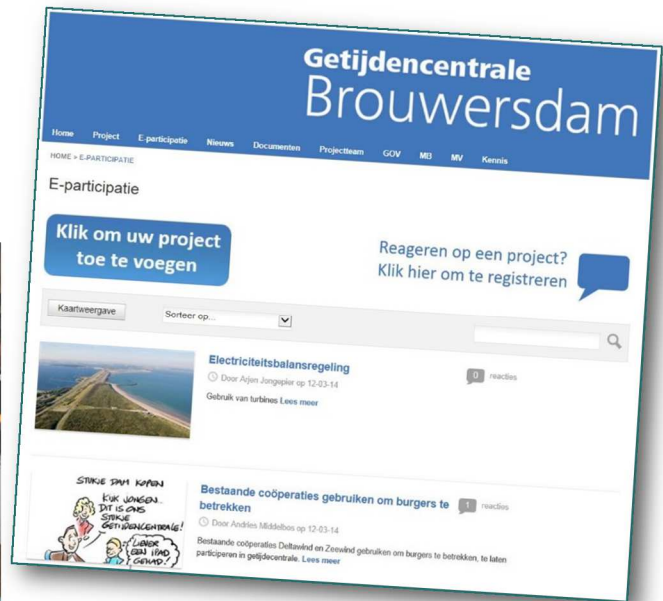 Getijdencentrale
Brouwersdam
Home Project E-participatie Nieuws Documenten Projectteam GOV MB MV Kennis
HOME » E-PARTICIPATIE
E-participatie
Klik om uw project
toe te voegen
Reageren op een project?
Klik hier om te registreren
Kaartweergave
Sorteer op...
Electriciteitsbalansregeling
Door Arjen Jongepier op 12-03-14
Gebruik van turbines Lees meer
0 reacties
STUKJE DAM KOPEN
KIJK JONGEN..
DIT IS ONS
STUKJE
GETIJDENCENTRALE!
LIEVER
EEN IPAD
GEHAD!
Bestaande coöperaties gebruiken om burgers te
betrekken
Door Andries Middelbos op 12-03-14
Bestaande coöperaties Deltawind en Zeewind gebruiken om burgers te betrekken, te laten
participeren in getijdecentrale. Lees meer
1 reacties